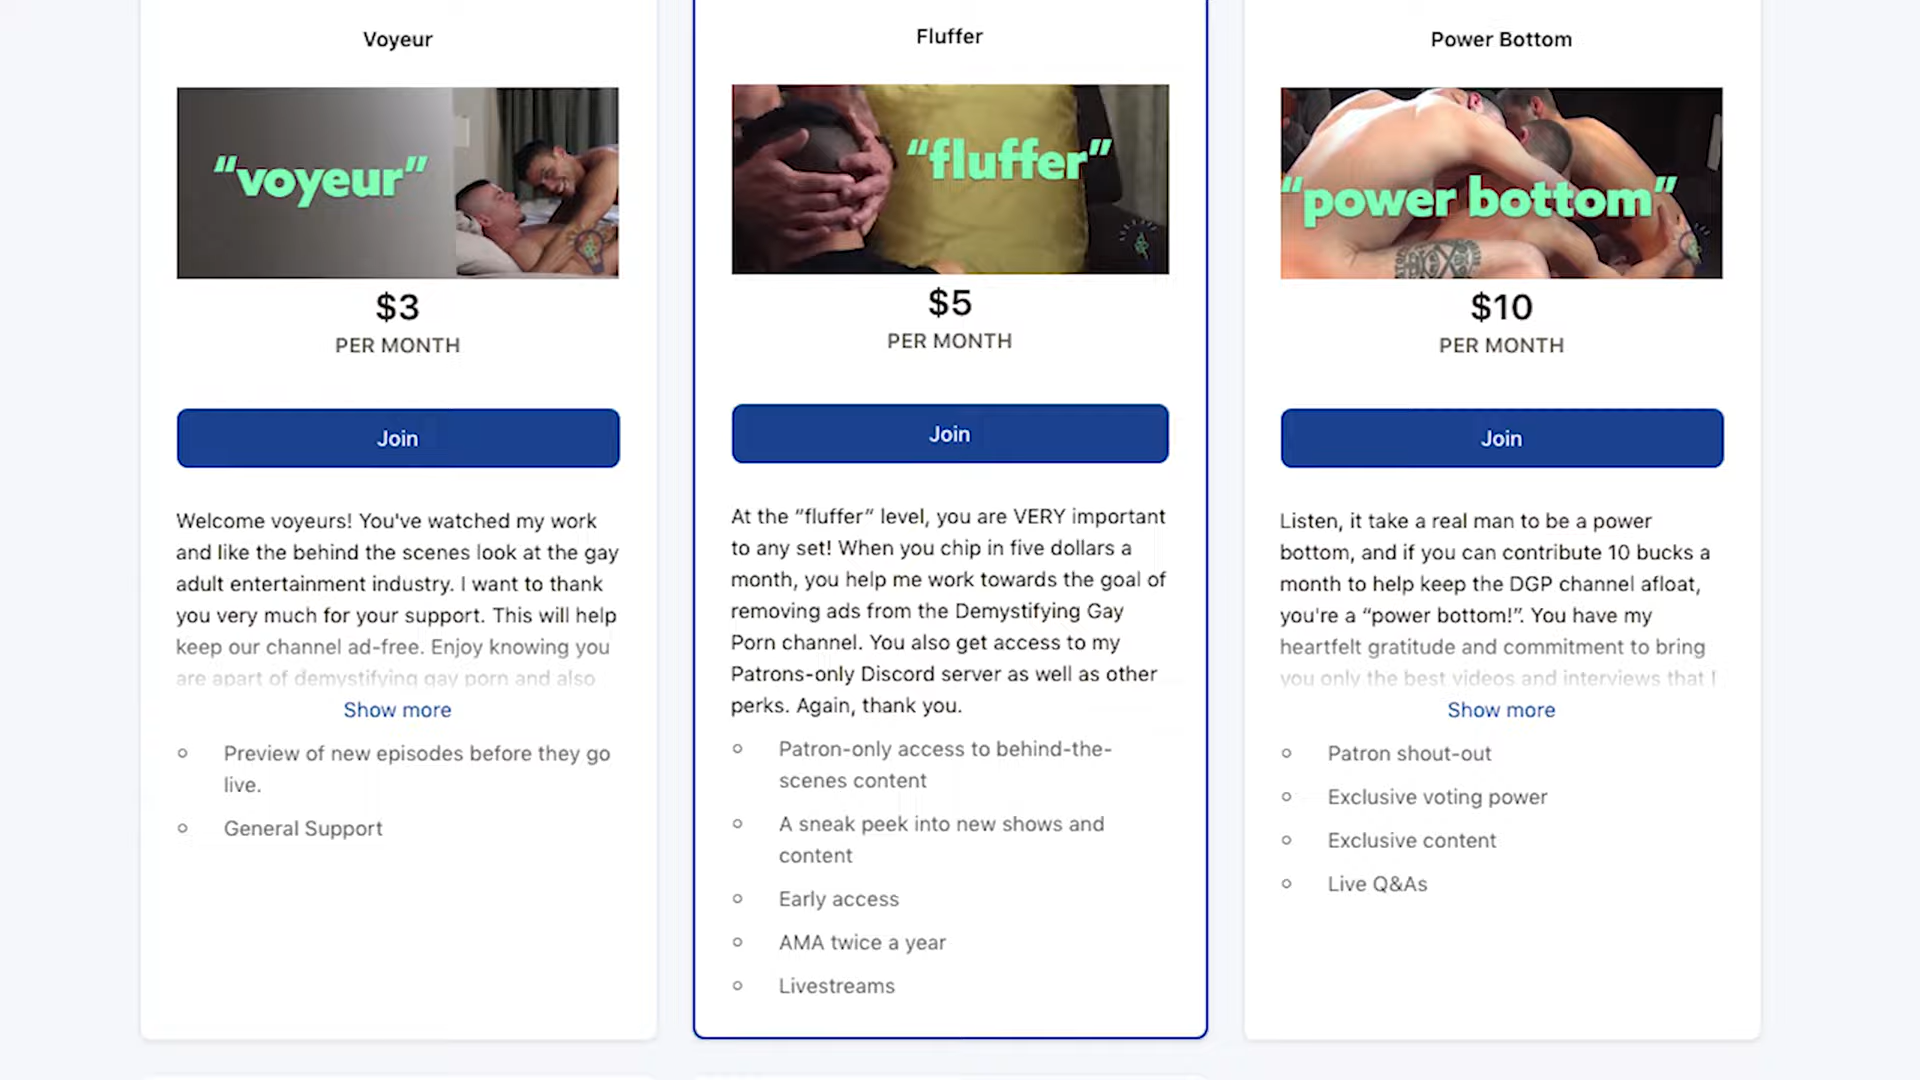 Voyeur
“voyeur”
$3
PER MONTH
Join
Welcome voyeurs! You've watched my work
and like the behind the scenes look at the gay
adult entertainment industry. I want to thank
you very much for your support. This will help
keep our channel ad-free. Enjoy knowing you
are apart of demystifying gay porn and also
Show more
Preview of new episodes before they go
live.
General Support
Fluffer
“fluffer”
$5
PER MONTH
Join
At the “fluffer” level, you are VERY important
to any set! When you chip in five dollars a
month, you help me work towards the goal of
removing ads from the Demystifying Gay
Porn channel. You also get access to my
Patrons-only Discord server as well as other
perks. Again, thank you.
Patron-only access to behind-the-
scenes content
A sneak peek into new shows and
content
Early access
AMA twice a year
Livestreams
Power Bottom
“power bottom”
$10
PER MONTH
Join
Listen, it take a real man to be a power
bottom, and if you can contribute 10 bucks a
month to help keep the DGP channel afloat,
you're a “power bottom!”. You have my
heartfelt gratitude and commitment to bring
you only the best videos and interviews that I
Show more
Patron shout-out
Exclusive voting power
Exclusive content
Live Q&As